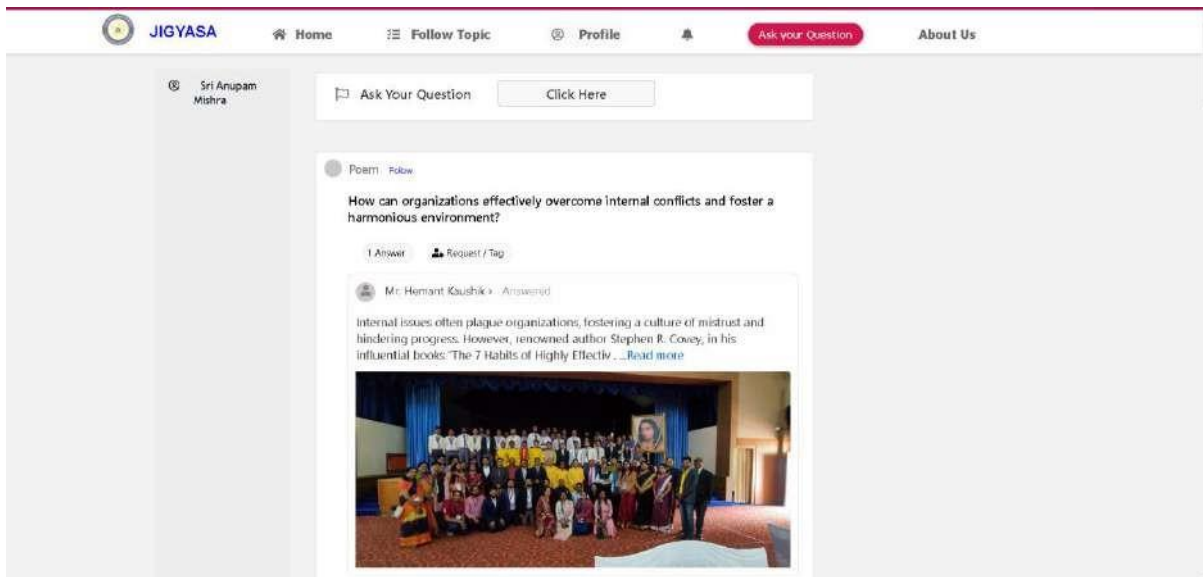 JIGYASA Home Follow Topic Profile Ask your Question About Us
Sri Anupam
Mishra
Ask Your Question Click Here
Poem Follow
How can organizations effectively overcome internal conflicts and foster a
harmonious environment?
1 Answer Request / Tag
Mr. Hemant Kaushik Answered
Internal issues often plague organizations, fostering a culture of mistrust and
hindering progress. However, renowned author Stephen R. Covey, in his
influential books "The 7 Habits of Highly Effectiv . ...Read more